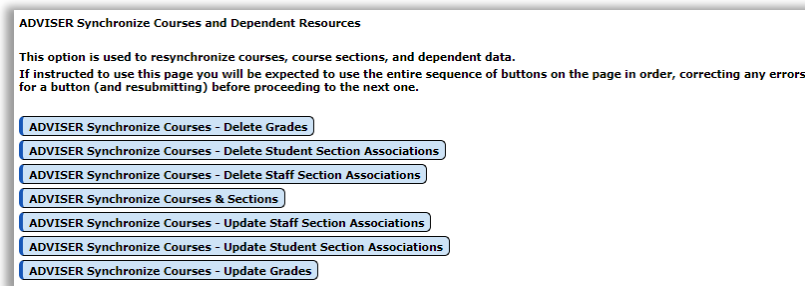 ADVISER Synchronize Courses and Dependent Resources
This option is used to resynchronize courses, course sections, and dependent data.
If instructed to use this page you will be expected to use the entire sequence of buttons on the page in order, correcting any errors
for a button (and resubmitting) before proceeding to the next one.
ADVISER Synchronize Courses - Delete Grades
ADVISER Synchronize Courses - Delete Student Section Associations
ADVISER Synchronize Courses - Delete Staff Section Associations
ADVISER Synchronize Courses & Sections
ADVISER Synchronize Courses - Update Staff Section Associations
ADVISER Synchronize Courses - Update Student Section Associations
ADVISER Synchronize Courses - Update Grades